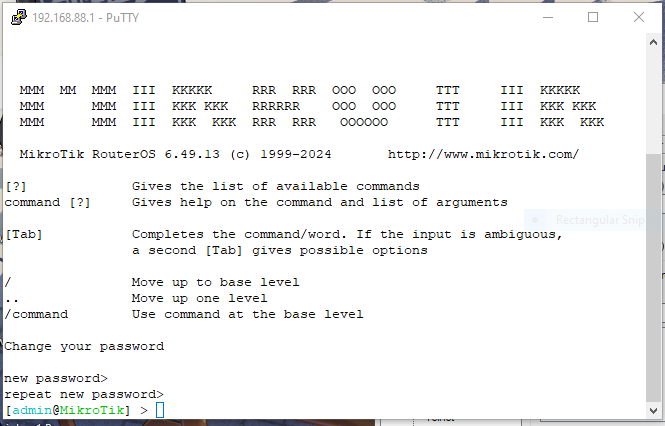 192.168.88.1 - PuTTY
MMM  MM  MMM  III  KKKKK     RRR  RRR  OOO  OOO     TTT     III  KKKKK
MMM      MMM  III  KKK KKK   RRRRRR    OOO  OOO     TTT     III  KKK KKK
MMM      MMM  III  KKK  KKK  RRR  RRR   OOOOOO      TTT     III  KKK  KKK
MikroTik RouterOS 6.49.13 (c) 1999-2024       http://www.mikrotik.com/
[?]             Gives the list of available commands
command [?]     Gives help on the command and list of arguments
Rectangular Snip
[Tab]           Completes the command/word. If the input is ambiguous,
                a second [Tab] gives possible options
/               Move up to base level
..              Move up one level
/command        Use command at the base level
Change your password
new password>
repeat new password>
[admin@MikroTik] >